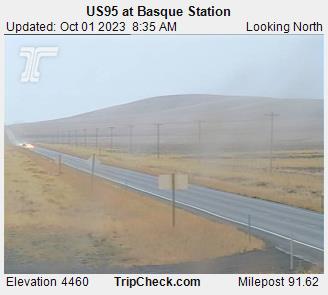 US95 at Basque Station
Updated: Oct 01 2023 8:35 AM Looking North
Elevation 4460 TripCheck.com Milepost 91.62